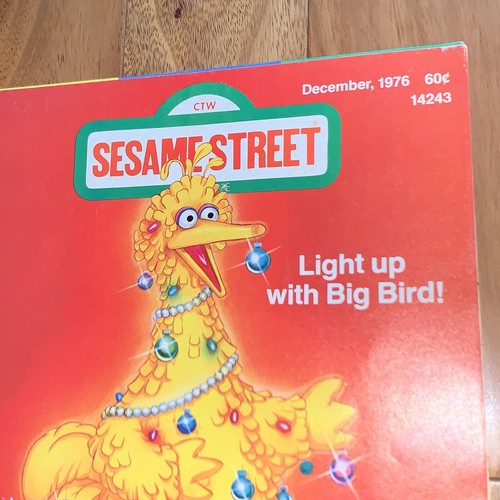 December, 1976 60¢
14243
CTW
SESAME STREET
Light up
with Big Bird!